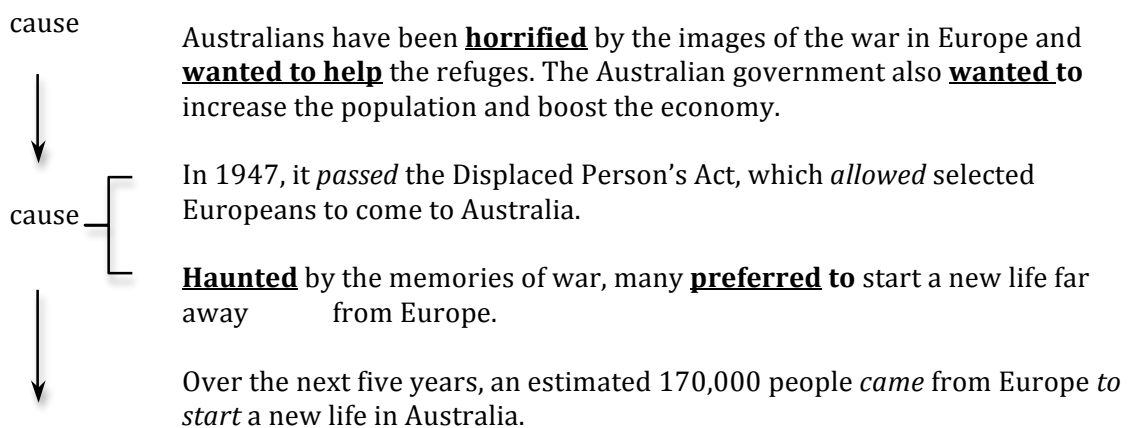 cause
Australians have been horrified by the images of the war in Europe and
wanted to help the refuges. The Australian government also wanted to
increase the population and boost the economy.
In 1947, it passed the Displaced Person’s Act, which allowed selected
cause
Europeans to come to Australia.
Haunted by the memories of war, many preferred to start a new life far
away from Europe.
Over the next five years, an estimated 170,000 people came from Europe to
start a new life in Australia.